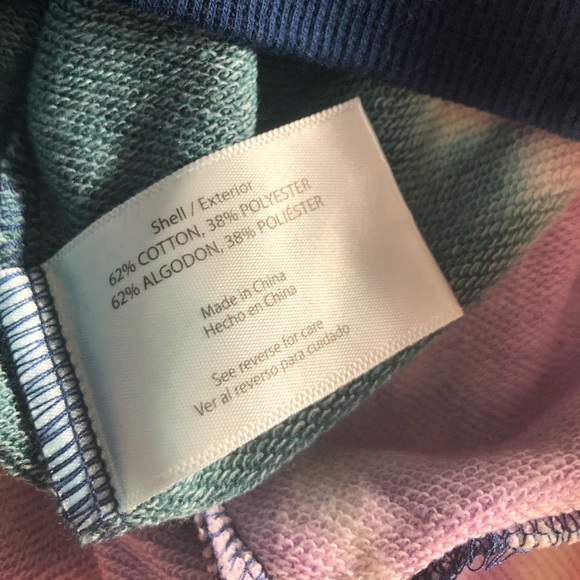 Shell / Exterior
62% COTTON, 38% POLYESTER
62% ALGODON, 38% POLIÉSTER
Made in China
Hecho en China
See reverse for care
Ver al reverso para cuidado